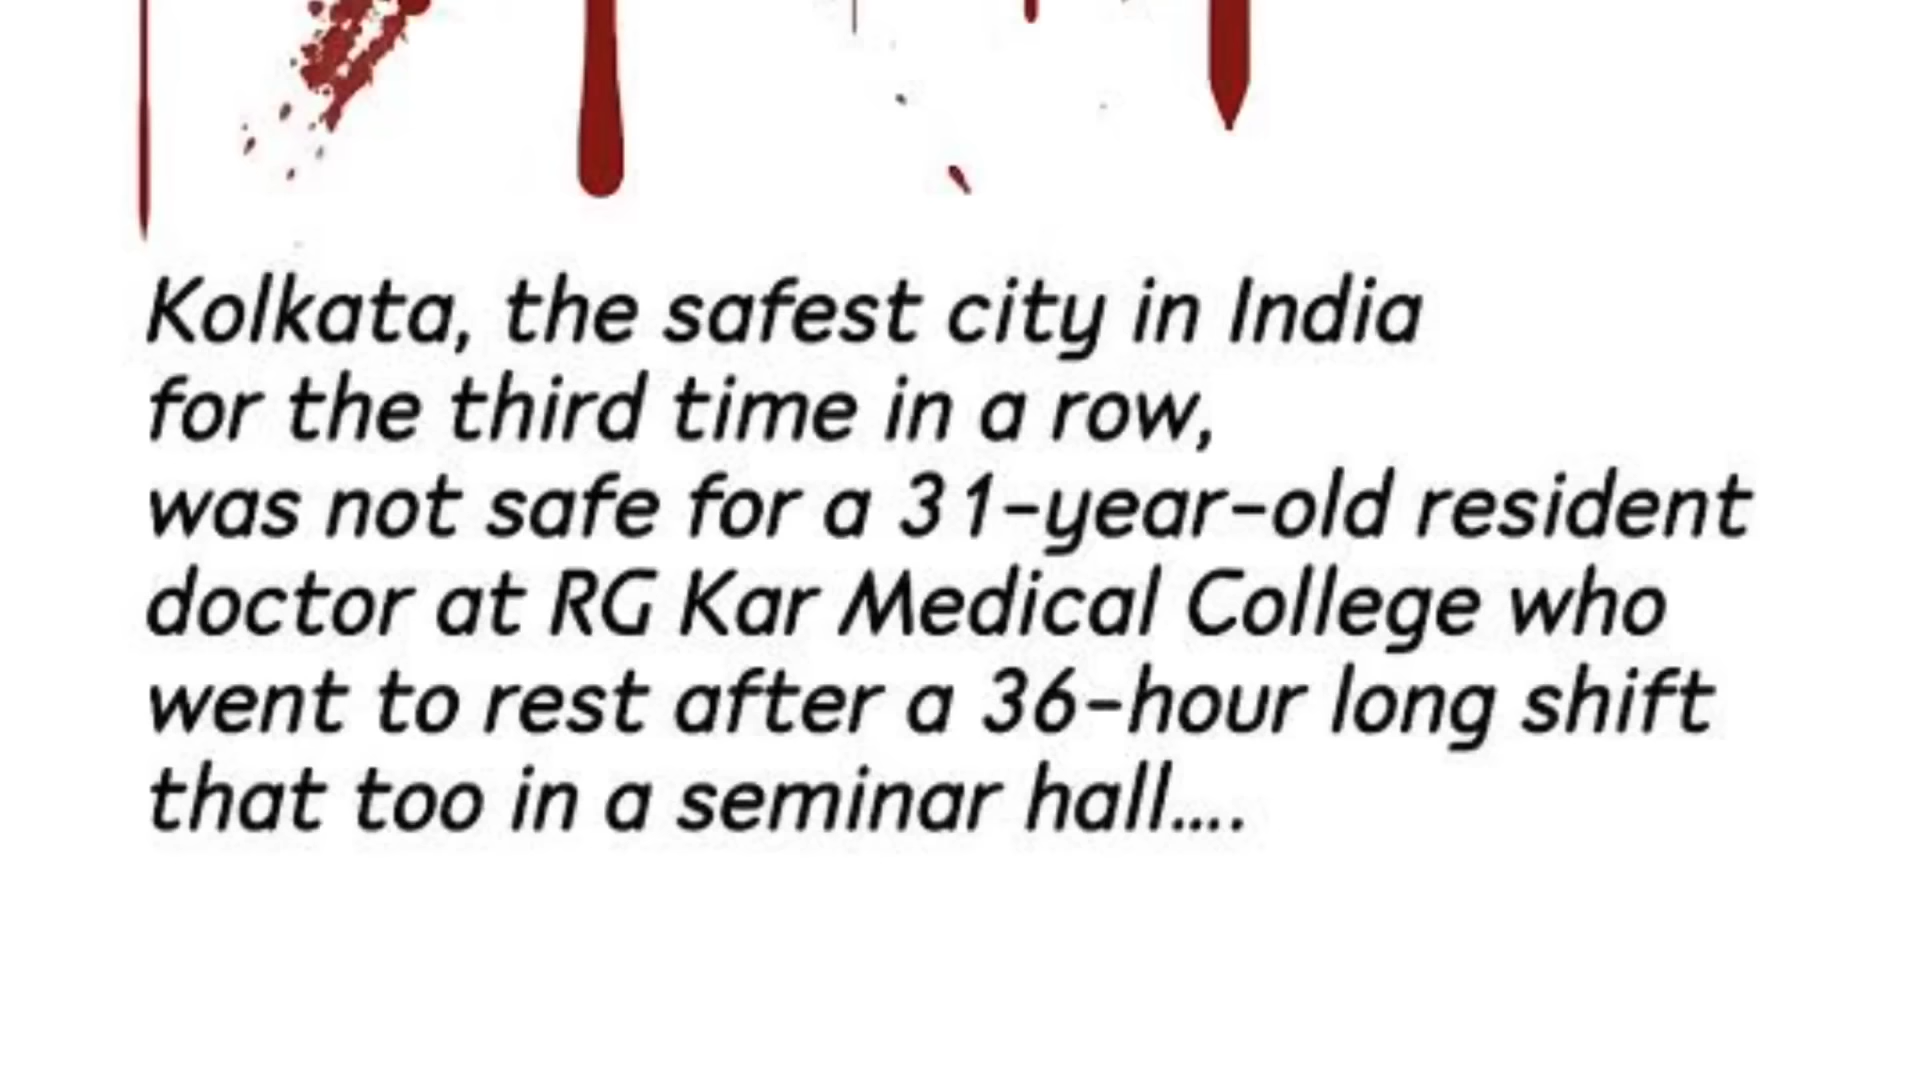 Kolkata, the safest city in India
for the third time in a row,
was not safe for a 31-year-old resident
doctor at RG Kar Medical College who
went to rest after a 36-hour long shift
that too in a seminar hall....